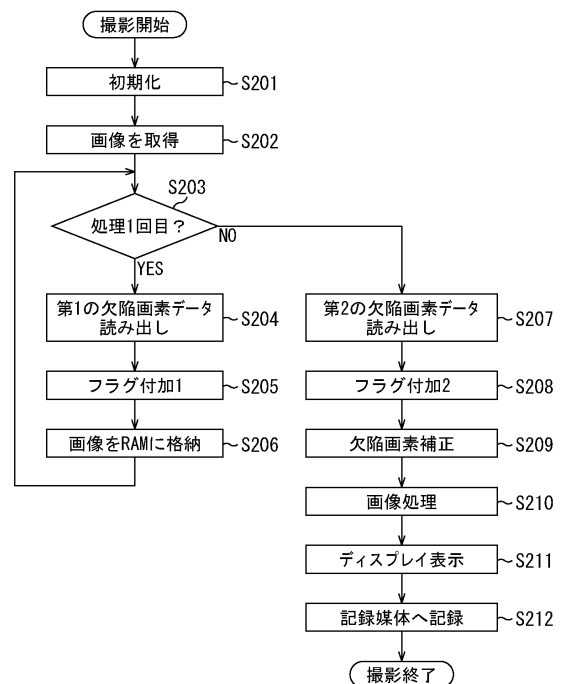 撮影開始
初期化
S201
画像を取得
S202
S203
処理1回目？
NO
YES
第1の欠陥画素データ
読み出し
S204
フラグ付加1
S205
画像をRAMに格納
S206
第2の欠陥画素データ
読み出し
S207
フラグ付加2
S208
欠陥画素補正
S209
画像処理
S210
ディスプレイ表示
S211
記録媒体へ記録
S212
撮影終了